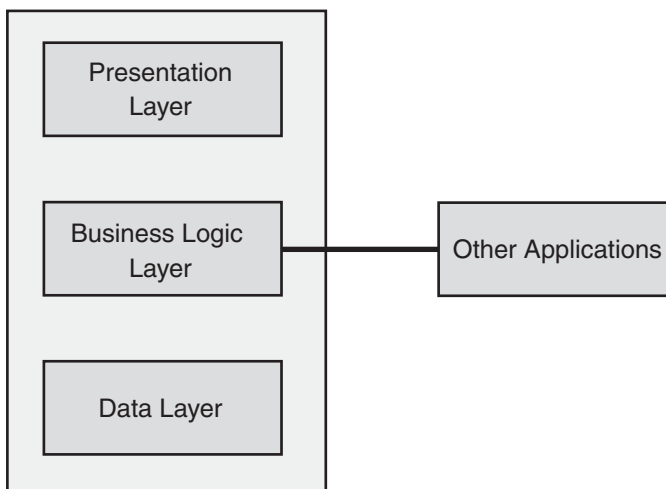 Presentation
Layer
Business Logic
Layer
Other Applications
Data Layer